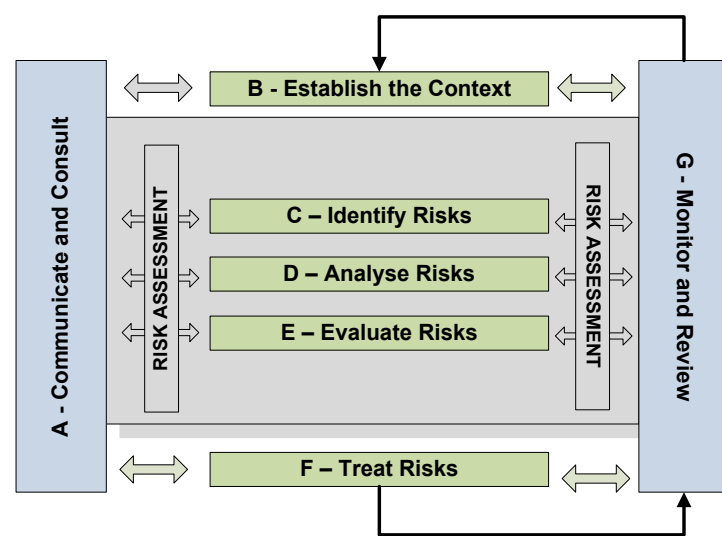 A - Communicate and Consult
B - Establish the Context
RISK ASSESSMENT
C – Identify Risks
D – Analyse Risks
E – Evaluate Risks
RISK ASSESSMENT
F – Treat Risks
G - Monitor and Review